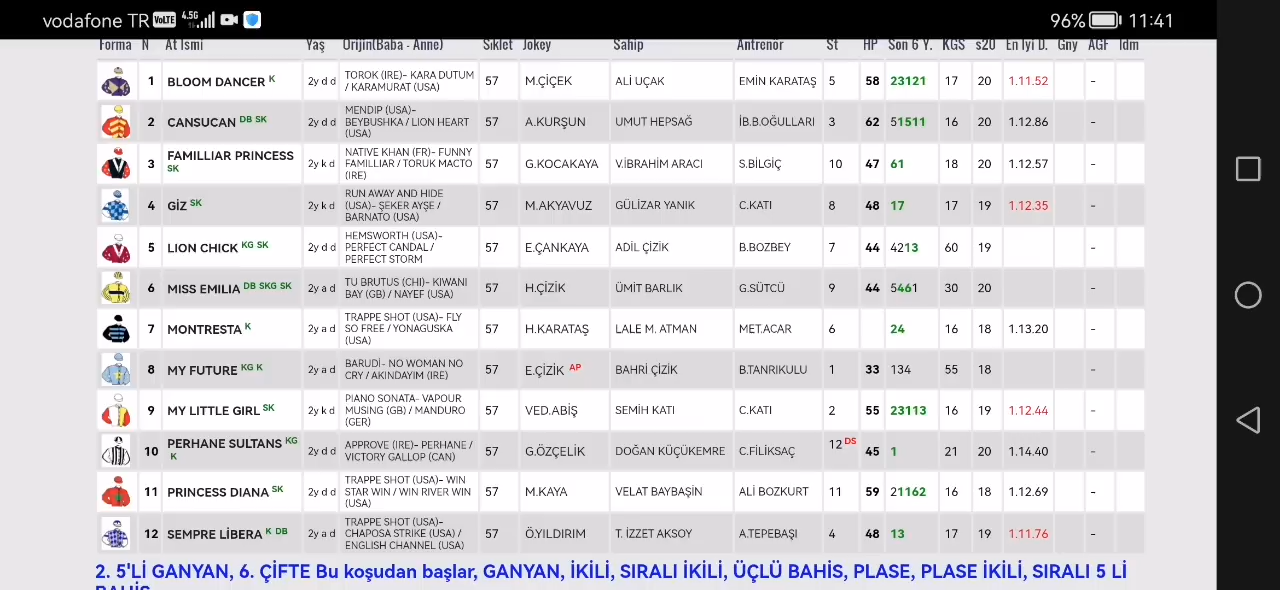 vodafone TR VoLTE 4.5G 96% 11:41
Forma N At İsmi Yaş Orijin(Baba - Anne) Sıklet Jokey Sahip Antrenör St HP Son 6 Y. KGS s20 En İyi D. Gny AGF İdm
1 BLOOM DANCER K 2y d d TOROK (IRE)- KARA DUTUM / KARAMURAT (USA) 57 M.ÇİÇEK ALİ UÇAK EMİN KARATAŞ 5 58 23121 17 20 1.11.52 -
2 CANSUCAN DB SK 2y d d MENDIP (USA)- BEYBUSHKA / LION HEART (USA) 57 A.KURŞUN UMUT HEPSAĞ İB.B.OĞULLARI 3 62 51511 16 20 1.12.86 -
3 FAMILLIAR PRINCESS SK 2y k d NATIVE KHAN (FR)- FUNNY FAMILLIAR / TORUK MACTO (IRE) 57 G.KOCAKAYA V.İBRAHİM ARACI S.BİLGİÇ 10 47 61 18 20 1.12.57 -
4 GİZ SK 2y k d RUN AWAY AND HIDE (USA)- ŞEKER AYŞE / BARNATO (USA) 57 M.AKYAVUZ GÜLİZAR YANIK C.KATI 8 48 17 17 19 1.12.35 -
5 LION CHICK KG SK 2y d d HEMSWORTH (USA)- PERFECT CANDAL / PERFECT STORM 57 E.ÇANKAYA ADİL ÇİZİK B.BOZBEY 7 44 4213 60 19 -
6 MISS EMILIA DB SKG SK 2y a d TU BRUTUS (CHI)- KIWANI BAY (GB) / NAYEF (USA) 57 H.ÇİZİK ÜMİT BARLIK G.SÜTCÜ 9 44 5461 30 20 -
7 MONTRESTA K 2y a d TRAPPE SHOT (USA)- FLY SO FREE / YONAGUSKA (USA) 57 H.KARATAŞ LALE M. ATMAN MET.ACAR 6 24 16 18 1.13.20 -
8 MY FUTURE KG K 2y a d BARUDİ- NO WOMAN NO CRY / AKINDAYIM (IRE) 57 E.ÇİZİK AP BAHRİ ÇİZİK B.TANRIKULU 1 33 134 55 18 -
9 MY LITTLE GIRL SK 2y k d PIANO SONATA- VAPOUR MUSING (GB) / MANDURO (GER) 57 VED.ABİŞ SEMİH KATI C.KATI 2 55 23113 16 19 1.12.44 -
10 PERHANE SULTANS KG K 2y d d APPROVE (IRE)- PERHANE / VICTORY GALLOP (CAN) 57 G.ÖZÇELİK DOĞAN KÜÇÜKEMRE C.FİLİKSAÇ 12 DS 45 1 21 20 1.14.40 -
11 PRINCESS DIANA SK 2y d d TRAPPE SHOT (USA)- WIN STAR WIN / WIN RIVER WIN (USA) 57 M.KAYA VELAT BAYBAŞİN ALİ BOZKURT 11 59 21162 16 18 1.12.69 -
12 SEMPRE LİBERA K DB 2y a d TRAPPE SHOT (USA)- CHAPOSA STRIKE (USA) / ENGLISH CHANNEL (USA) 57 Ö.YILDIRIM T. İZZET AKSOY A.TEPEBAŞI 4 48 13 17 19 1.11.76 -
2. 5'Lİ GANYAN, 6. ÇİFTE Bu koşudan başlar, GANYAN, İKİLİ, SIRALI İKİLİ, ÜÇLÜ BAHİS, PLASE, PLASE İKİLİ, SIRALI 5 Lİ
BAHİS